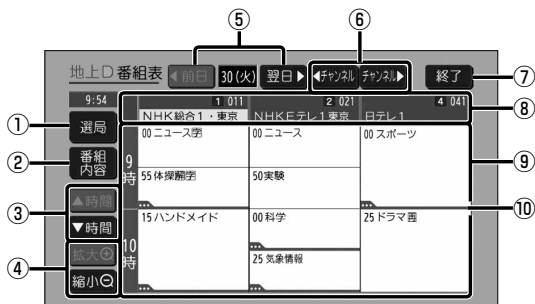 ⑤ ⑥
地上D番組表 ◀前日 30(火) 翌日▶ ◀チャンネル チャンネル▶ 終了 ⑦
9:54 1 011 2 021 4 041 ⑧
NHK総合1・東京 NHKEテレ1東京 日テレ1
① 選局
② 番組内容
③ ▲時間
▼時間
④ 拡大⊕
縮小⊖
9時
00ニュース🈑 00ニュース 00スポーツ ⑨
55体操🈖🈑 50実験
⑩
10時
15ハンドメイド 00科学 25ドラマ
25 気象情報